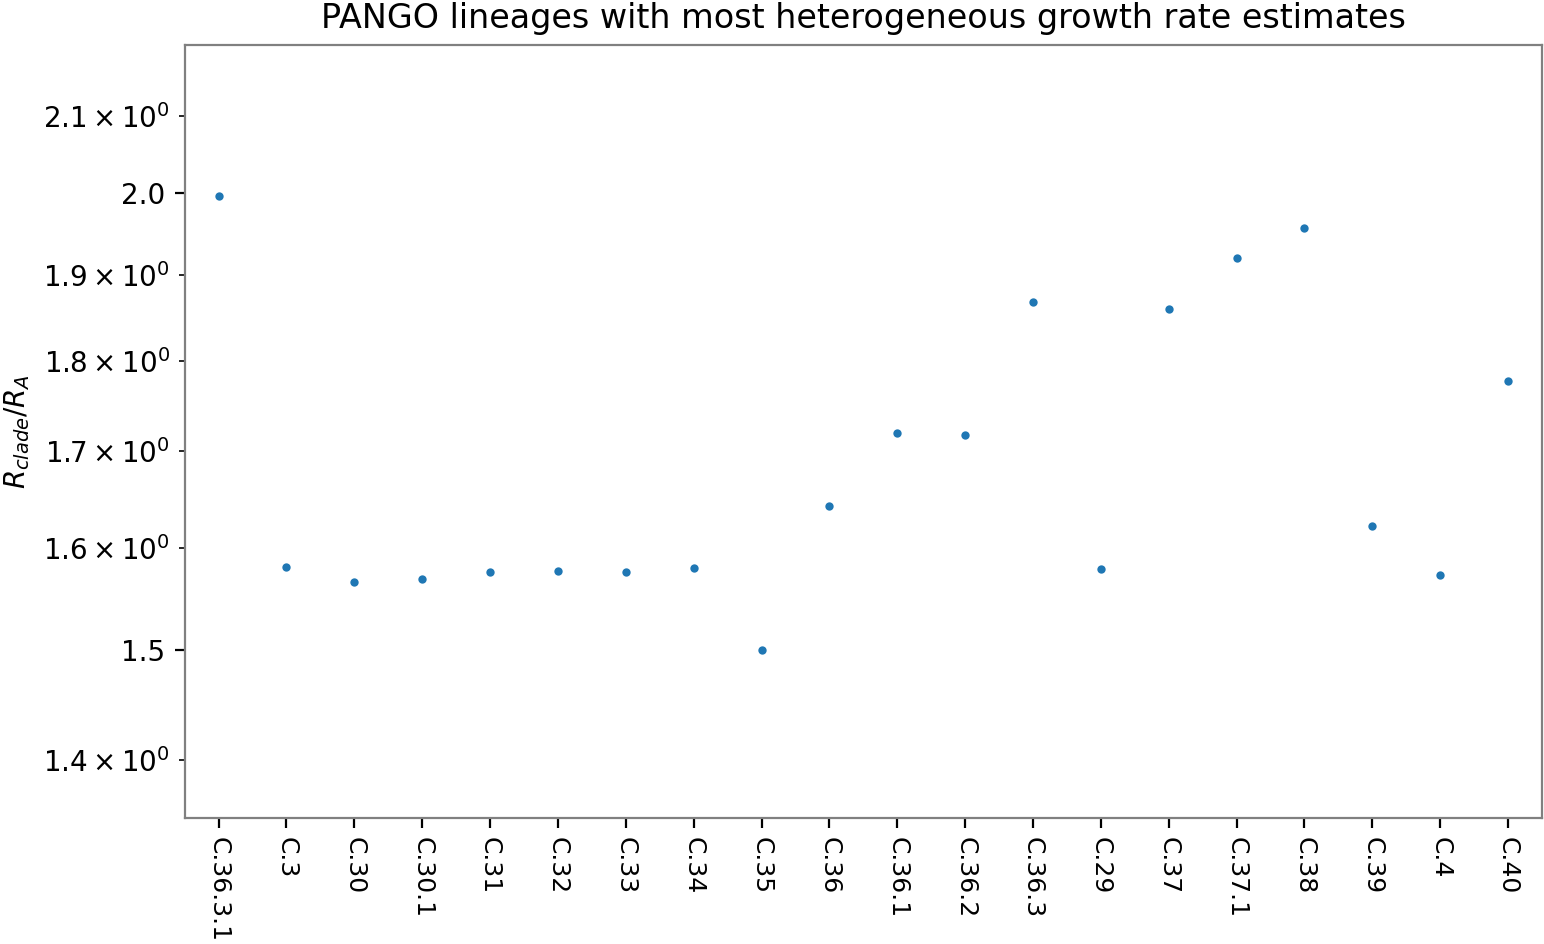 PANGO lineages with most heterogeneous growth rate estimates
2.1 × 10⁰
2.0
1.9 × 10⁰
1.8 × 10⁰
1.7 × 10⁰
1.6 × 10⁰
1.5
1.4 × 10⁰
R_clade/R_A
C.36.3.1
C.3
C.30
C.30.1
C.31
C.32
C.33
C.34
C.35
C.36
C.36.1
C.36.2
C.36.3
C.29
C.37
C.37.1
C.38
C.39
C.4
C.40